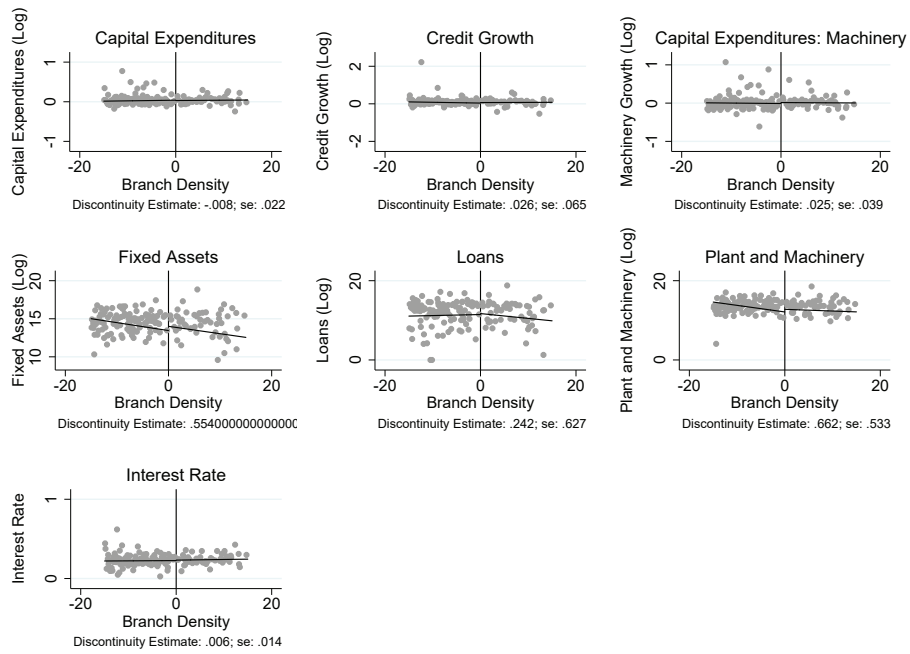 Capital Expenditures
Capital Expenditures (Log)
1
0
-1
-20 0 20
Branch Density
Discontinuity Estimate: -.008; se: .022
Credit Growth
Credit Growth (Log)
2
0
-2
-20 0 20
Branch Density
Discontinuity Estimate: .026; se: .065
Capital Expenditures: Machinery
Machinery Growth (Log)
1
0
-1
-20 0 20
Branch Density
Discontinuity Estimate: .025; se: .039
Fixed Assets
Fixed Assets (Log)
20
15
10
-20 0 20
Branch Density
Discontinuity Estimate: .554000000000000
Loans
Loans (Log)
20
0
-20 0 20
Branch Density
Discontinuity Estimate: .242; se: .627
Plant and Machinery
Plant and Machinery (Log)
20
0
-20 0 20
Branch Density
Discontinuity Estimate: .662; se: .533
Interest Rate
Interest Rate
1
0
-20 0 20
Branch Density
Discontinuity Estimate: .006; se: .014